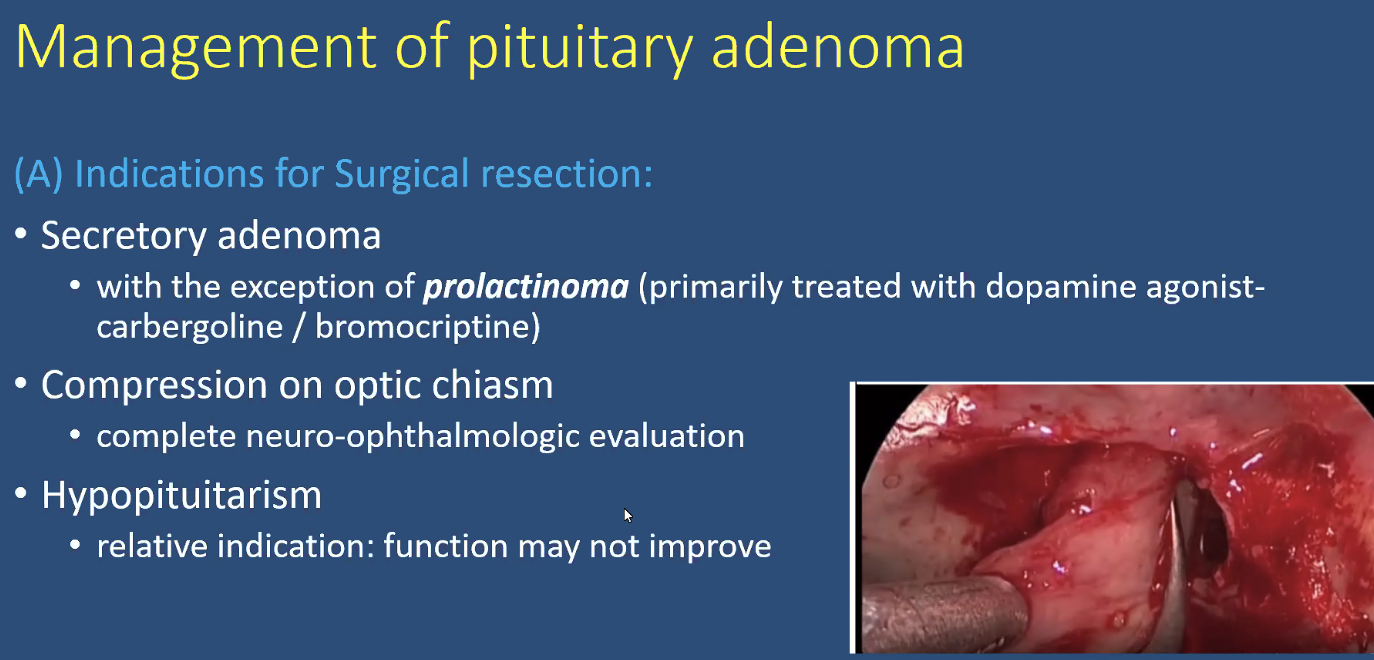 Management of pituitary adenoma
(A) Indications for Surgical resection:
• Secretory adenoma
• with the exception of prolactinoma (primarily treated with dopamine agonist-
carbergoline / bromocriptine)
• Compression on optic chiasm
• complete neuro-ophthalmologic evaluation
• Hypopituitarism
• relative indication: function may not improve